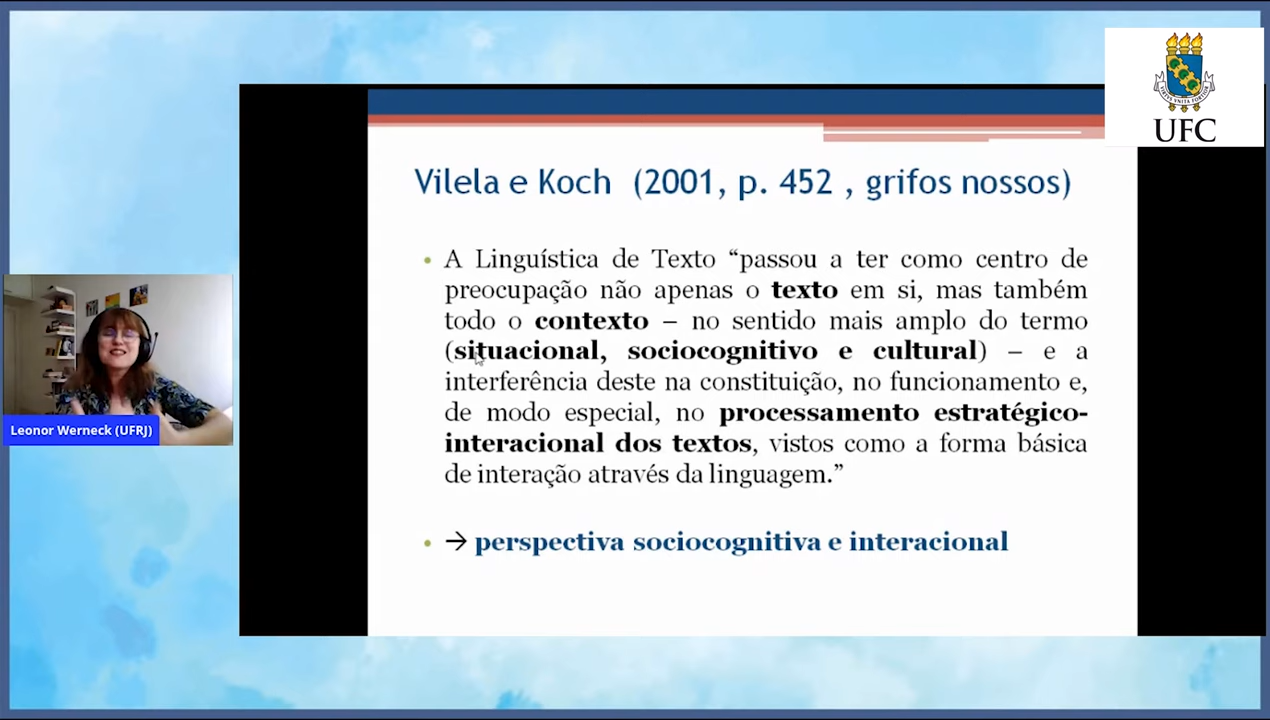 UFC
Vilela e Koch (2001, p. 452 , grifos nossos)
• A Linguística de Texto “passou a ter como centro de
preocupação não apenas o texto em si, mas também
todo o contexto – no sentido mais amplo do termo
(situacional, sociocognitivo e cultural) – e a
interferência deste na constituição, no funcionamento e,
de modo especial, no processamento estratégico-
interacional dos textos, vistos como a forma básica
de interação através da linguagem.”
• → perspectiva sociocognitiva e interacional
Leonor Werneck (UFRJ)